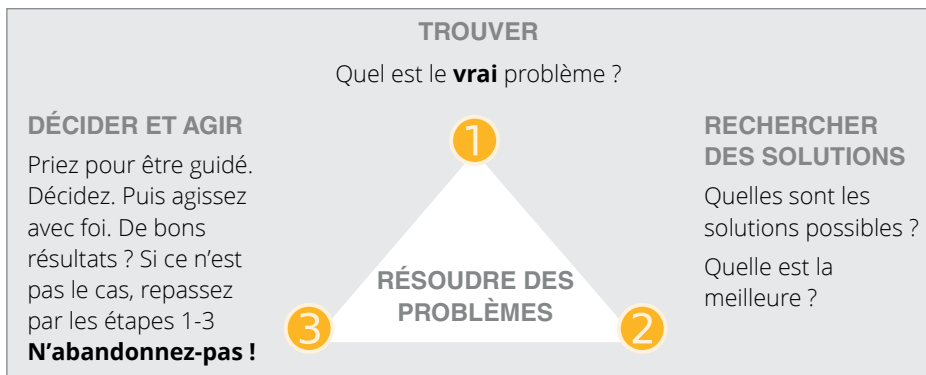 TROUVER
Quel est le vrai problème ?
DÉCIDER ET AGIR
Priez pour être guidé.
Décidez. Puis agissez
avec foi. De bons
résultats ? Si ce n’est
pas le cas, repassez
par les étapes 1-3
N’abandonnez-pas !
1
RECHERCHER
DES SOLUTIONS
Quelles sont les
solutions possibles ?
Quelle est la
meilleure ?
RÉSOUDRE DES
PROBLÈMES
3
2